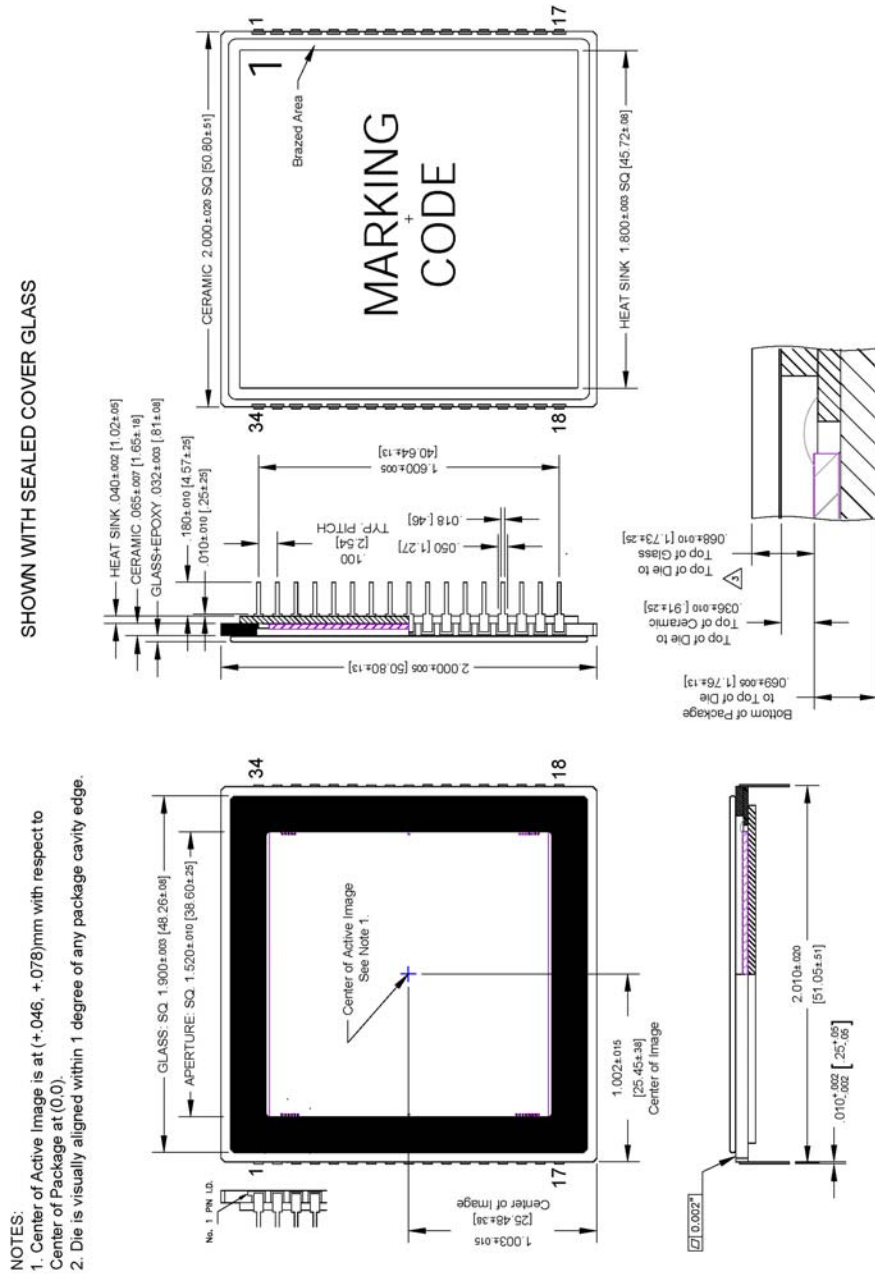 SHOWN WITH SEALED COVER GLASS
NOTES:
1. Center of Active Image is at (+.046, +.078)mm with respect to
Center of Package at (0,0).
2. Die is visually aligned within 1 degree of any package cavity edge.
GLASS: SQ 1.900±.003 [48.26±.08]
APERTURE: SQ. 1.520±.010 [38.60±.25]
1
34
17
18
No. 1 PIN I.D.
Center of Active Image
See Note 1.
1.002±.015
[25.45±.38]
Center of Image
1.003±.015
[25.48±.38]
Center of Image
HEAT SINK .040±.002 [1.02±.05]
CERAMIC .065±.007 [1.65±.18]
GLASS+EPOXY .032±.003 [.81±.08]
.180±.010 [4.57±.25]
.010±.010 [.25±.25]
.100
[2.54]
TYP. PITCH
.050 [1.27]
.018 [.46]
1.600±.005
[40.64±.13]
2.000±.005 [50.80±.13]
CERAMIC 2.000±.020 SQ [50.80±.51]
34
1
1
Brazed Area
MARKING
+
CODE
18
17
HEAT SINK 1.800±.003 SQ [45.72±.08]
0.002"
2.010±.020
[51.05±.51]
.010+.002 -.002 [.25+.05 -.05]
Bottom of Package
to Top of Die
.069±.005 [1.76±.13]
Top of Die to
Top of Ceramic
.036±.010 [.91±.25]
3
Top of Die to
Top of Glass
.068±.010 [1.73±.25]